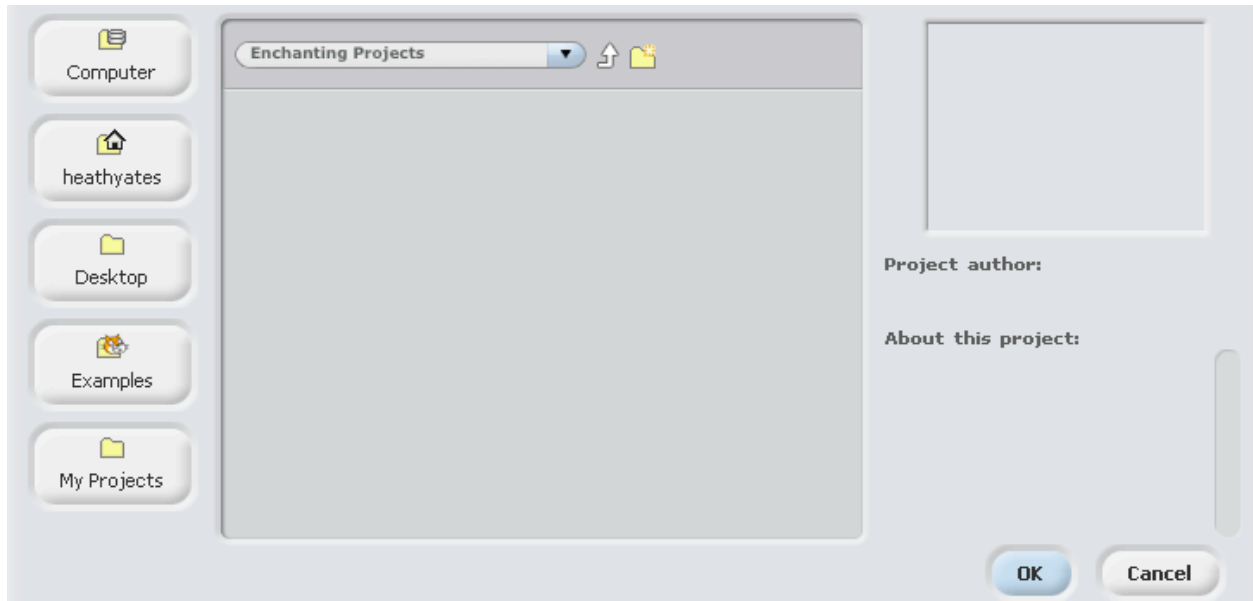 Computer
heathyates
Desktop
Examples
My Projects
Enchanting Projects
Project author:
About this project:
OK
Cancel